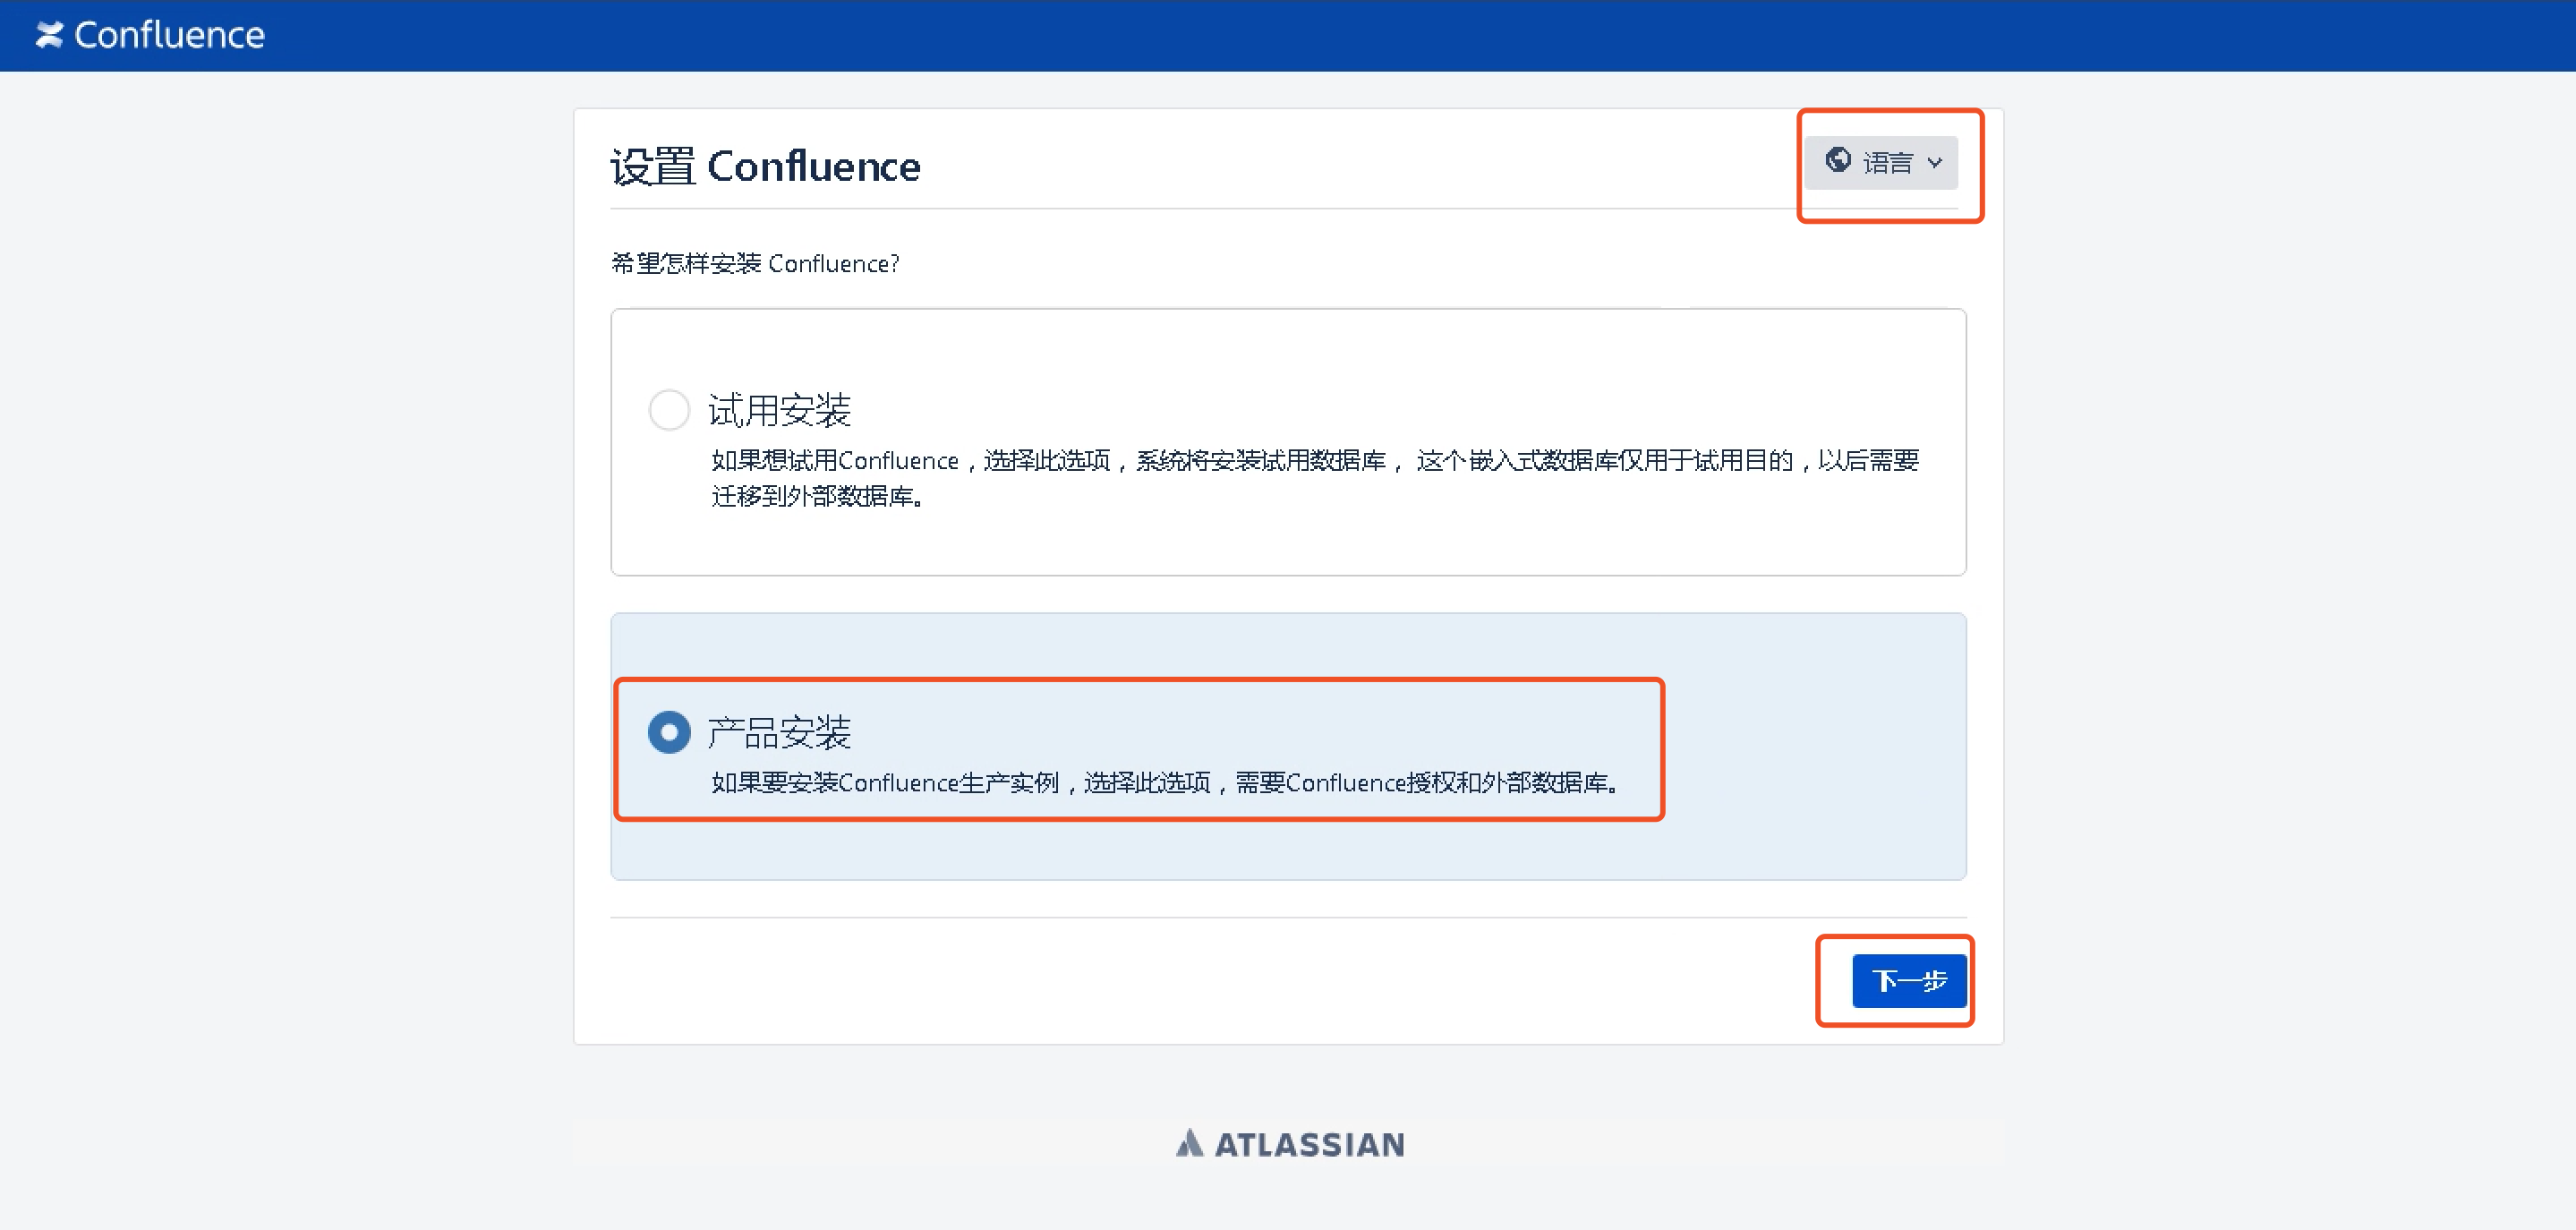 Confluence
设置 Confluence
语言
希望怎样安装 Confluence?
试用安装
如果想试用Confluence，选择此选项，系统将安装试用数据库， 这个嵌入式数据库仅用于试用目的，以后需要
迁移到外部数据库。
产品安装
如果要安装Confluence生产实例，选择此选项，需要Confluence授权和外部数据库。
下一步
ATLASSIAN